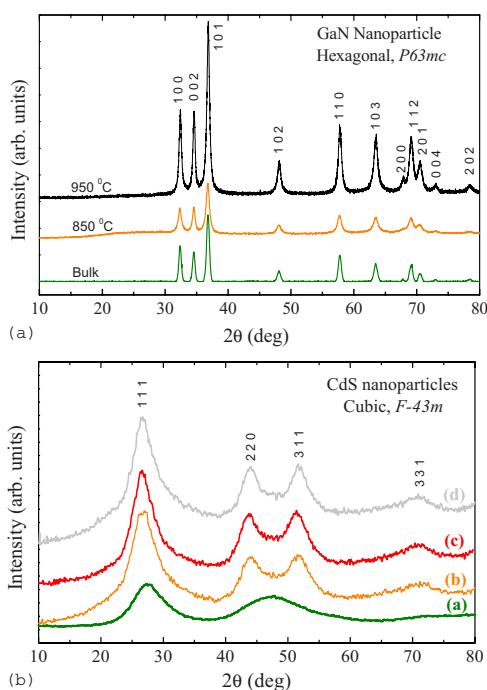 GaN Nanoparticle
Hexagonal, P63mc
Intensity (arb. units)
1 0 0
0 0 2
1 0 1
1 0 2
1 1 0
1 0 3
2 0 0
1 1 2
2 0 1
0 0 4
2 0 2
950 ⁰C
850 ⁰C
Bulk
10 20 30 40 50 60 70 80
(a)
2θ (deg)
CdS nanoparticles
Cubic, F-43m
Intensity (arb. units)
1 1 1
2 2 0
3 1 1
3 3 1
(d)
(c)
(b)
(a)
10 20 30 40 50 60 70 80
(b)
2θ (deg)